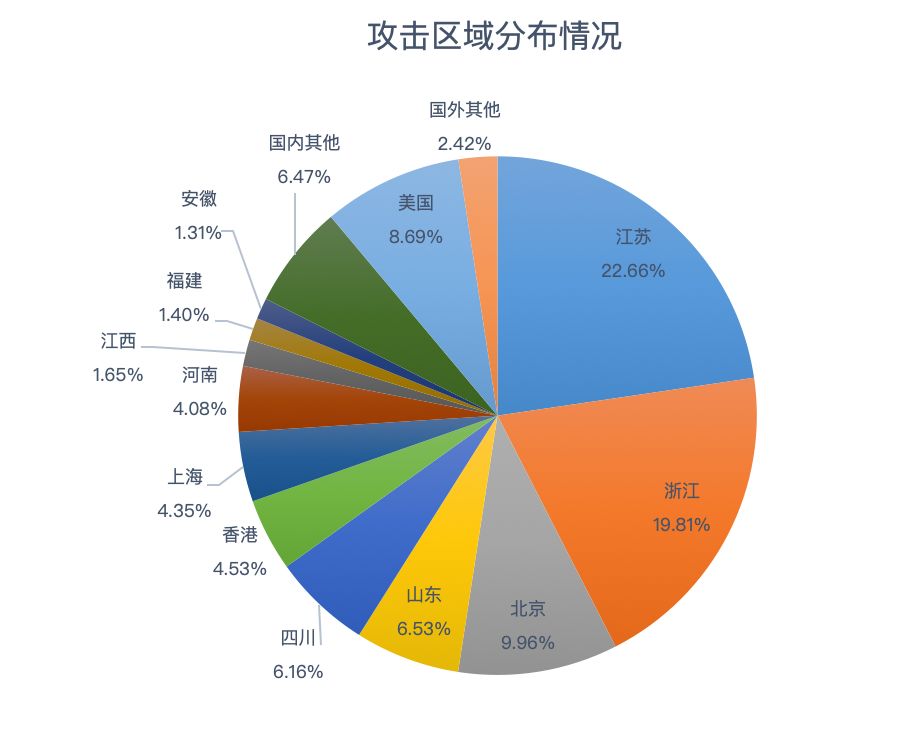 攻击区域分布情况
国外其他
2.42%
江苏
22.66%
浙江
19.81%
北京
9.96%
山东
6.53%
四川
6.16%
香港
4.53%
上海
4.35%
河南
4.08%
江西
1.65%
福建
1.40%
安徽
1.31%
国内其他
6.47%
美国
8.69%